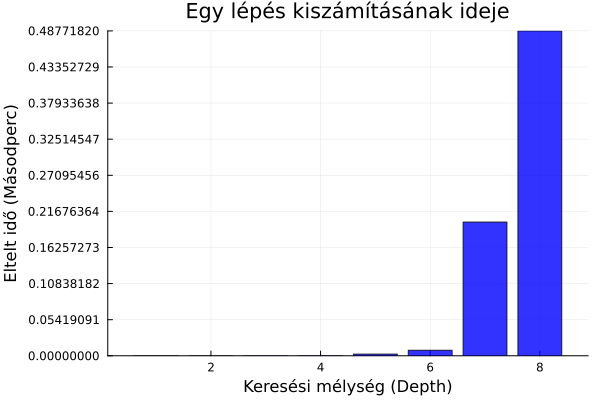 Egy lépés kiszámításának ideje
0.48771820
0.43352729
0.37933638
0.32514547
0.27095456
0.21676364
0.16257273
0.10838182
0.05419091
0.00000000
Eltelt idő (Másodperc)
2 4 6 8
Keresési mélység (Depth)